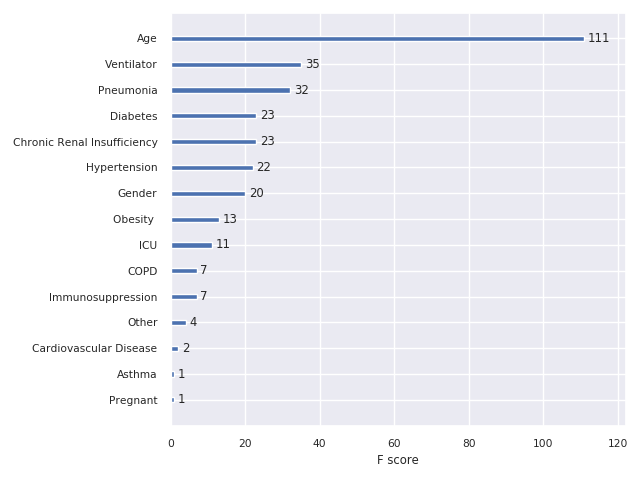 Age 111
Ventilator 35
Pneumonia 32
Diabetes 23
Chronic Renal Insufficiency 23
Hypertension 22
Gender 20
Obesity 13
ICU 11
COPD 7
Immunosuppression 7
Other 4
Cardiovascular Disease 2
Asthma 1
Pregnant 1
0 20 40 60 80 100 120
F score